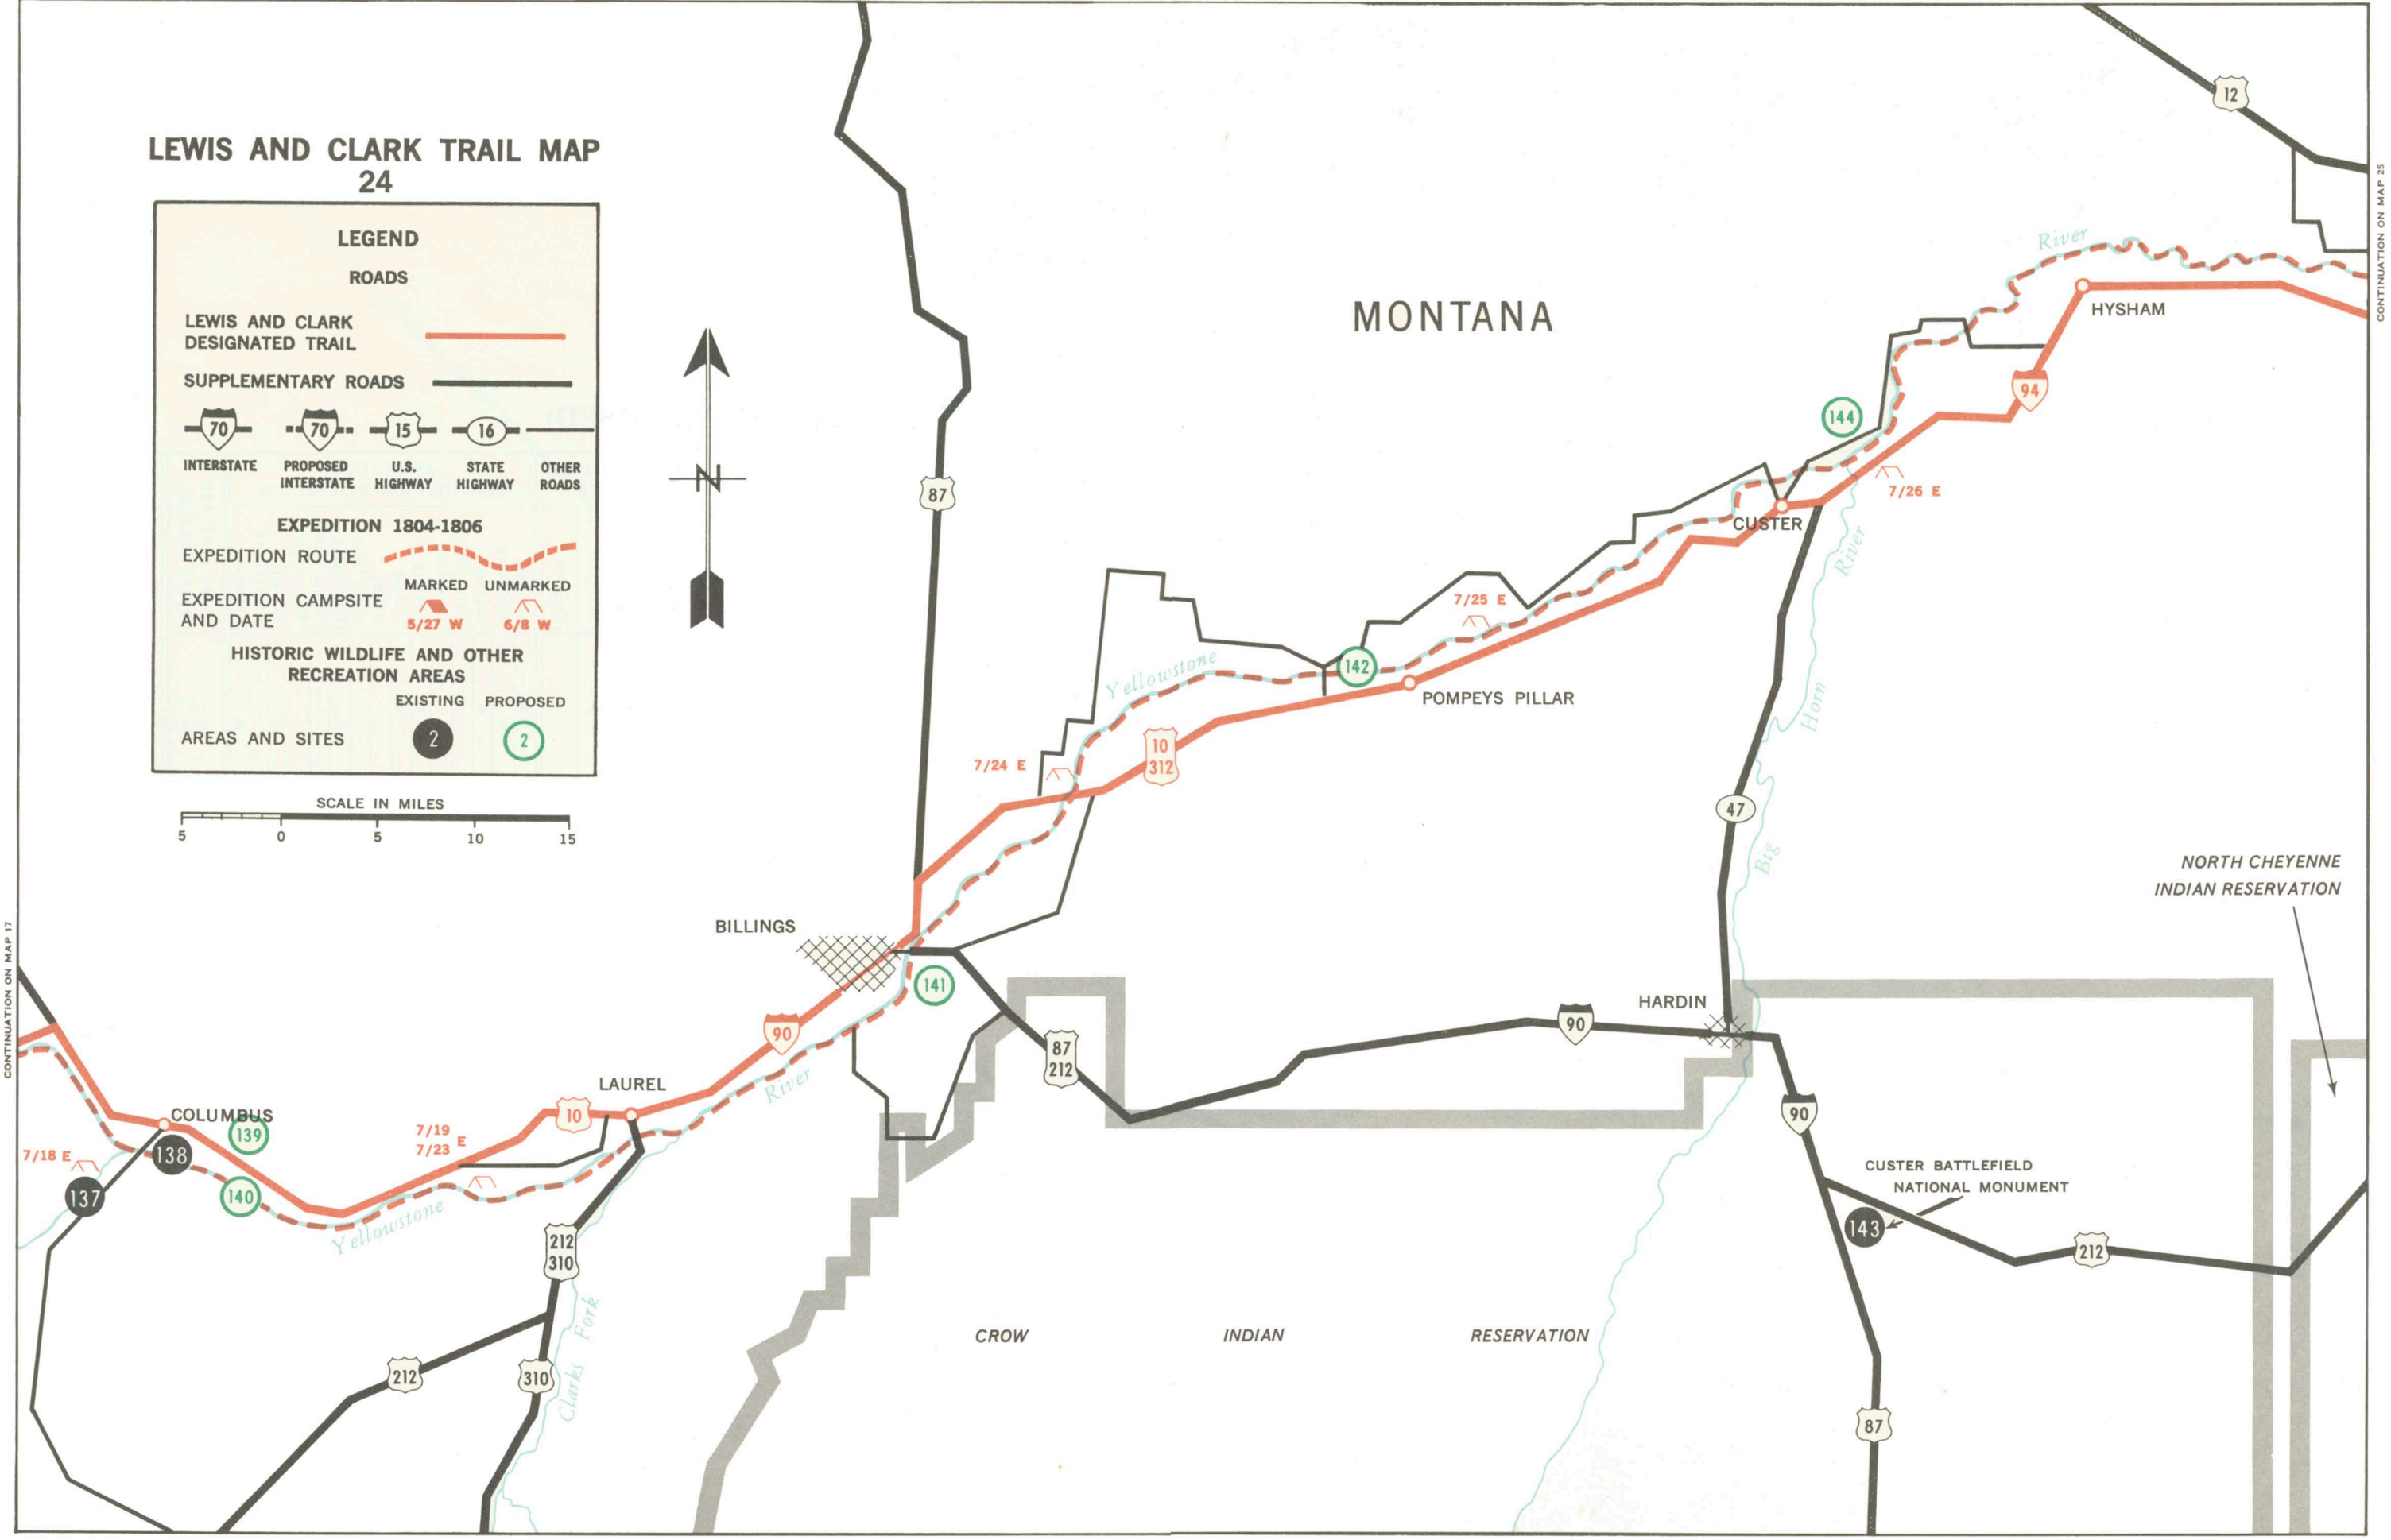 LEWIS AND CLARK TRAIL MAP
24
LEGEND
ROADS
LEWIS AND CLARK
DESIGNATED TRAIL
SUPPLEMENTARY ROADS
70
70
15
16
INTERSTATE
PROPOSED
INTERSTATE
U.S.
HIGHWAY
STATE
HIGHWAY
OTHER
ROADS
EXPEDITION 1804-1806
EXPEDITION ROUTE
MARKED UNMARKED
EXPEDITION CAMPSITE
AND DATE
5/27 W
6/8 W
HISTORIC WILDLIFE AND OTHER
RECREATION AREAS
EXISTING PROPOSED
AREAS AND SITES
2
2
SCALE IN MILES
5 0 5 10 15
N
MONTANA
12
CONTINUATION ON MAP 25
River
HYSHAM
94
144
7/26 E
CUSTER
87
River
7/25 E
142
Yellowstone
POMPEYS PILLAR
Horn
10
312
7/24 E
47
Big
NORTH CHEYENNE
INDIAN RESERVATION
BILLINGS
CONTINUATION ON MAP 17
141
HARDIN
90
90
87
212
LAUREL
River
COLUMBUS
139
10
90
7/19
7/23
E
7/18 E
138
137
140
Yellowstone
CUSTER BATTLEFIELD
NATIONAL MONUMENT
143
212
212
310
Fork
Clarks
CROW INDIAN RESERVATION
212
310
87